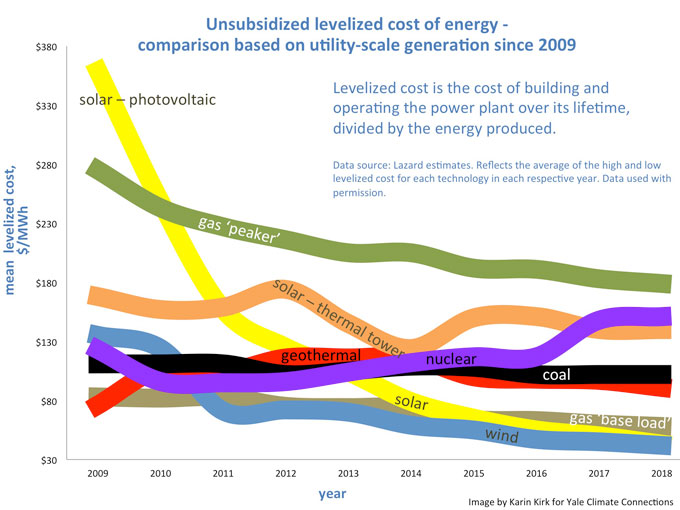 Unsubsidized levelized cost of energy -
comparison based on utility-scale generation since 2009
$380
$330
$280
$230
$180
$130
$80
$30
mean levelized cost,
$/MWh
solar – photovoltaic
Levelized cost is the cost of building and
operating the power plant over its lifetime,
divided by the energy produced.
Data source: Lazard estimates. Reflects the average of the high and low
levelized cost for each technology in each respective year. Data used with
permission.
gas 'peaker'
solar – thermal tower
geothermal
nuclear
coal
solar
gas 'base load'
wind
2009 2010 2011 2012 2013 2014 2015 2016 2017 2018
year
Image by Karin Kirk for Yale Climate Connections